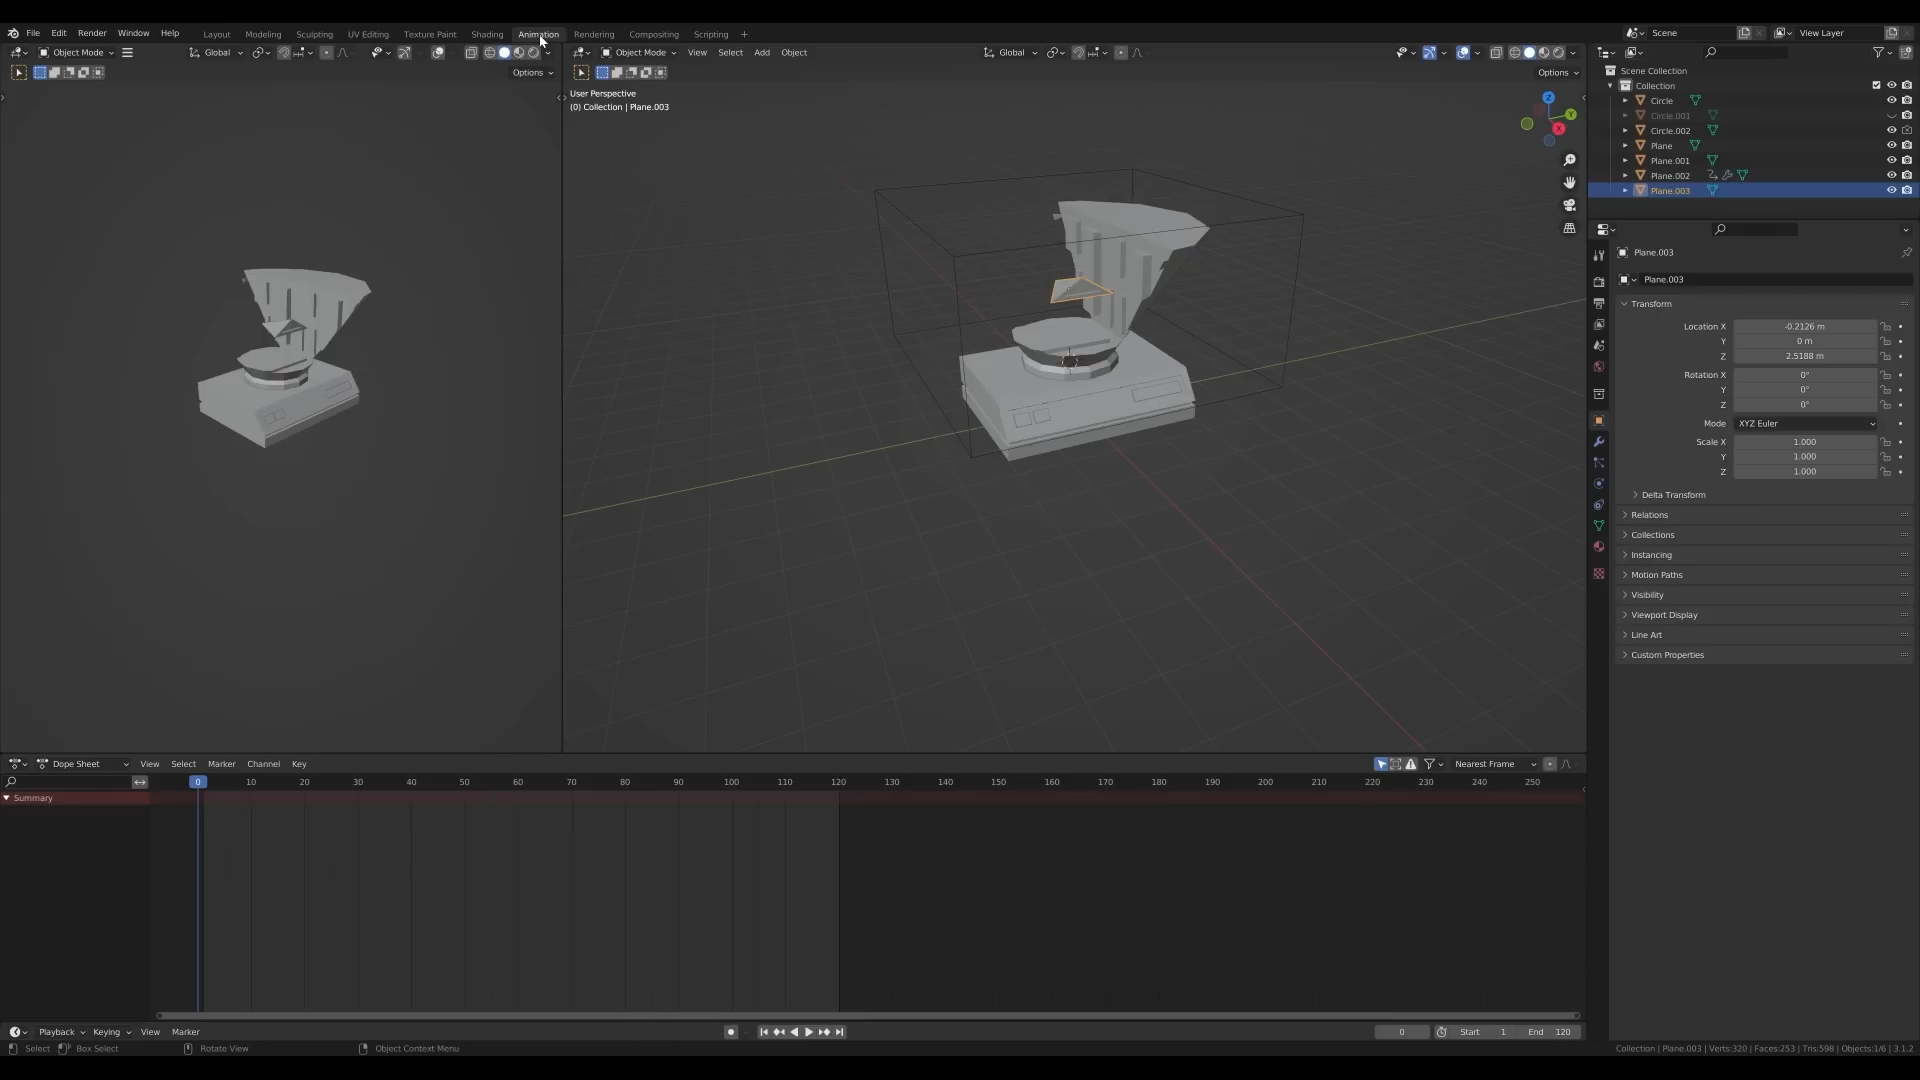 File Edit Render Window Help Layout Modeling Sculpting UV Editing Texture Paint Shading Animation Rendering Compositing Scripting + Scene View Layer
Object Mode Global
Object Mode View Select Add Object Global
Options
Options
User Perspective
(0) Collection | Plane.003
Z
Y
X
Scene Collection
Collection
Circle
Circle.001
Circle.002
Plane
Plane.001
Plane.002
Plane.003
Plane.003
Plane.003
Transform
Location X -0.2126 m
Y 0 m
Z 2.5188 m
Rotation X 0°
Y 0°
Z 0°
Mode XYZ Euler
Scale X 1.000
Y 1.000
Z 1.000
Delta Transform
Relations
Collections
Instancing
Motion Paths
Visibility
Viewport Display
Line Art
Custom Properties
Dope Sheet View Select Marker Channel Key Nearest Frame
0 10 20 30 40 50 60 70 80 90 100 110 120 130 140 150 160 170 180 190 200 210 220 230 240 250
Summary
Playback Keying View Marker 0 Start 1 End 120
Select Box Select Rotate View Object Context Menu Collection | Plane.003 | Verts:320 | Faces:253 | Tris:598 | Objects:1/6 | 3.1.2